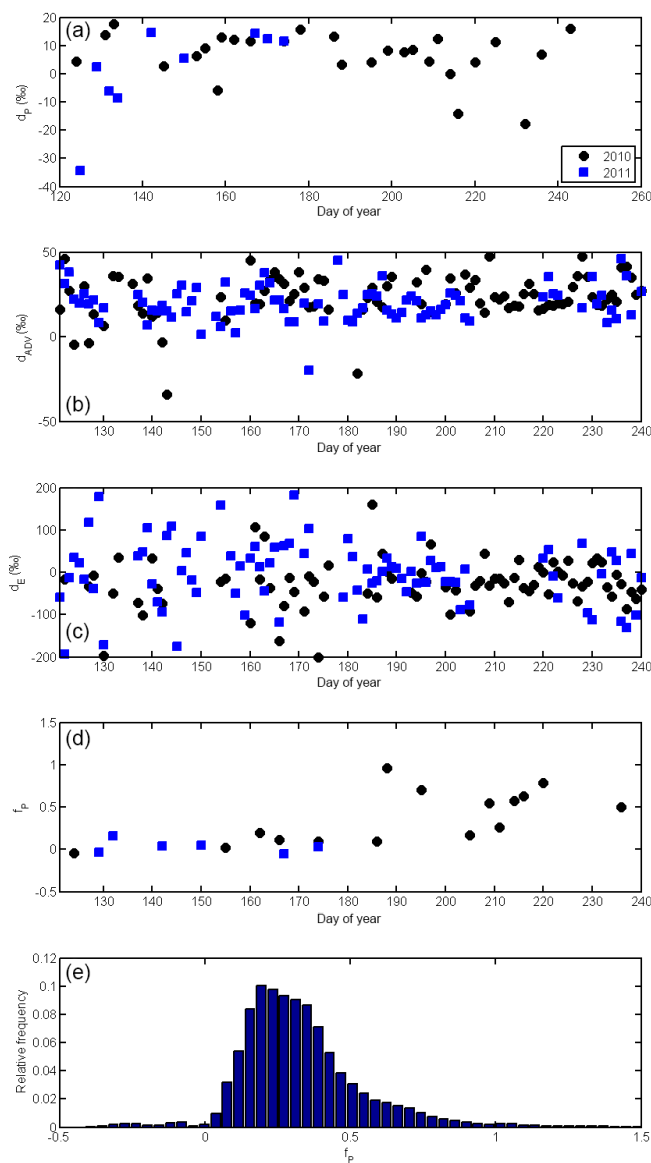 (a)
20
10
0
-10
-20
-30
-40
d_P (‰)
120 140 160 180 200 220 240 260
Day of year
2010
2011
50
0
-50
d_ADV (‰)
(b)
130 140 150 160 170 180 190 200 210 220 230 240
Day of year
200
100
0
-100
-200
d_E (‰)
(c)
130 140 150 160 170 180 190 200 210 220 230 240
Day of year
(d)
1.5
1
0.5
0
-0.5
f_P
130 140 150 160 170 180 190 200 210 220 230 240
Day of year
(e)
0.12
0.1
0.08
0.06
0.04
0.02
0
Relative frequency
-0.5 0 0.5 1 1.5
f_P